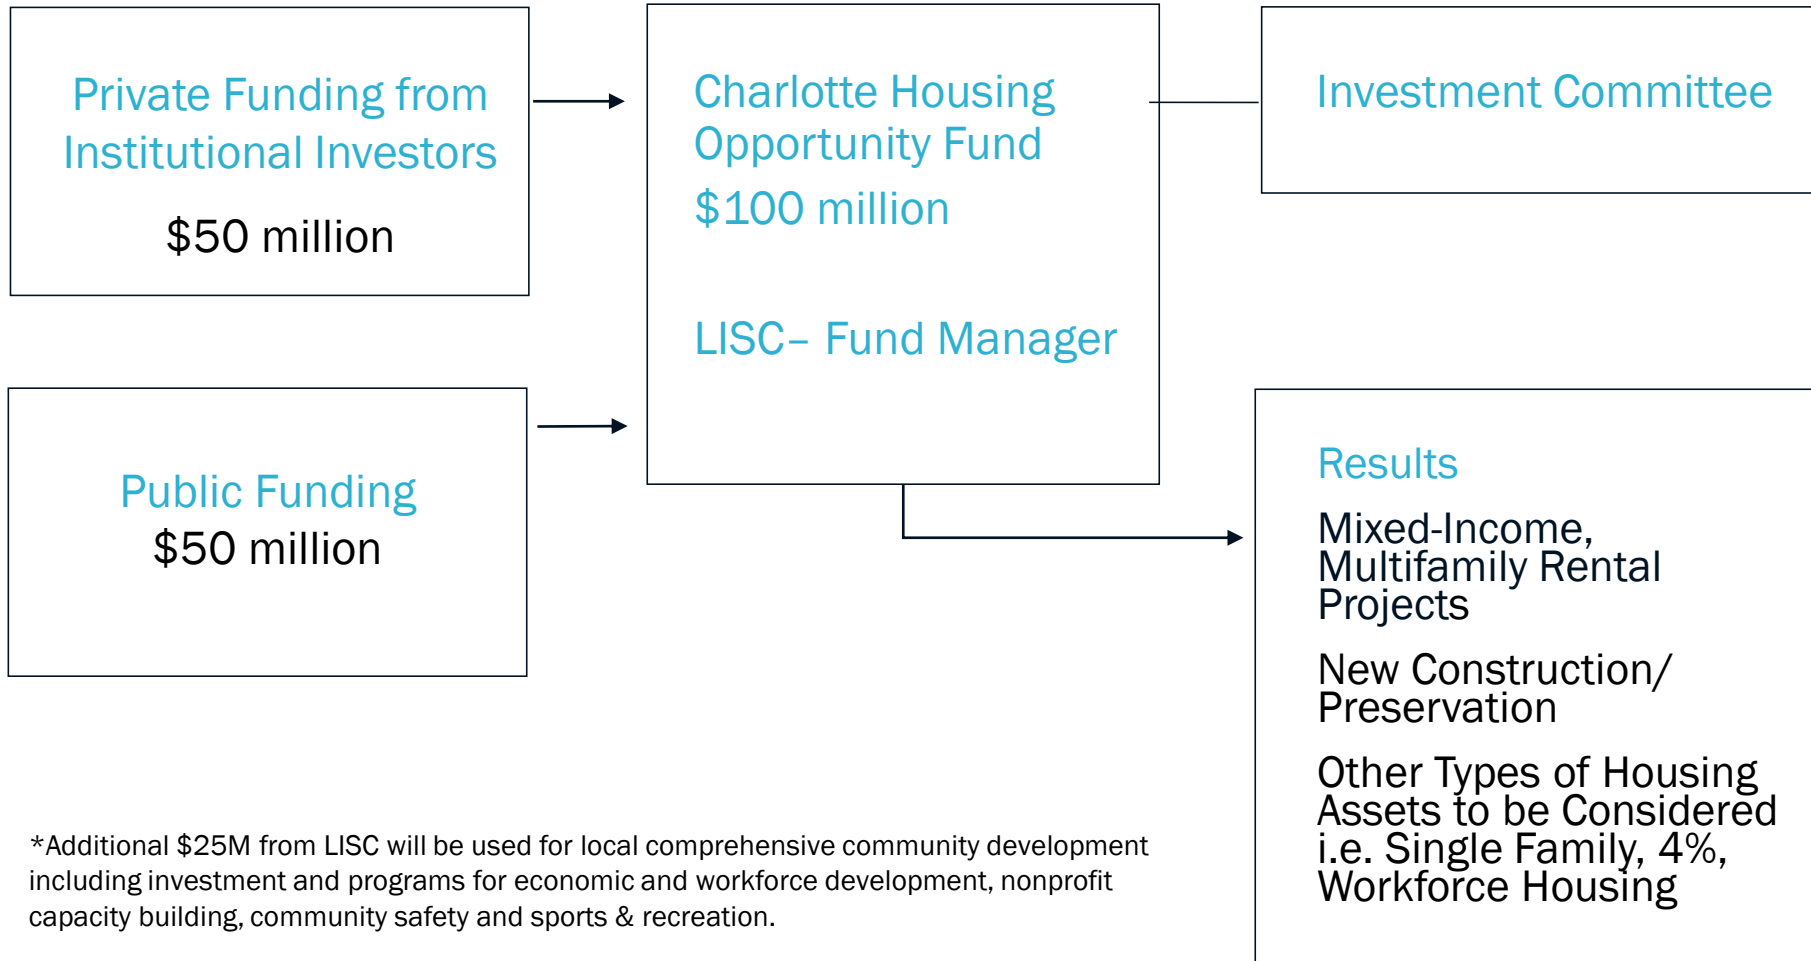 Private Funding from
Institutional Investors
$50 million
Public Funding
$50 million
Charlotte Housing
Opportunity Fund
$100 million
LISC– Fund Manager
Investment Committee
Results
Mixed-Income,
Multifamily Rental
Projects
New Construction/
Preservation
Other Types of Housing
Assets to be Considered
i.e. Single Family, 4%,
Workforce Housing
*Additional $25M from LISC will be used for local comprehensive community development
including investment and programs for economic and workforce development, nonprofit
capacity building, community safety and sports & recreation.